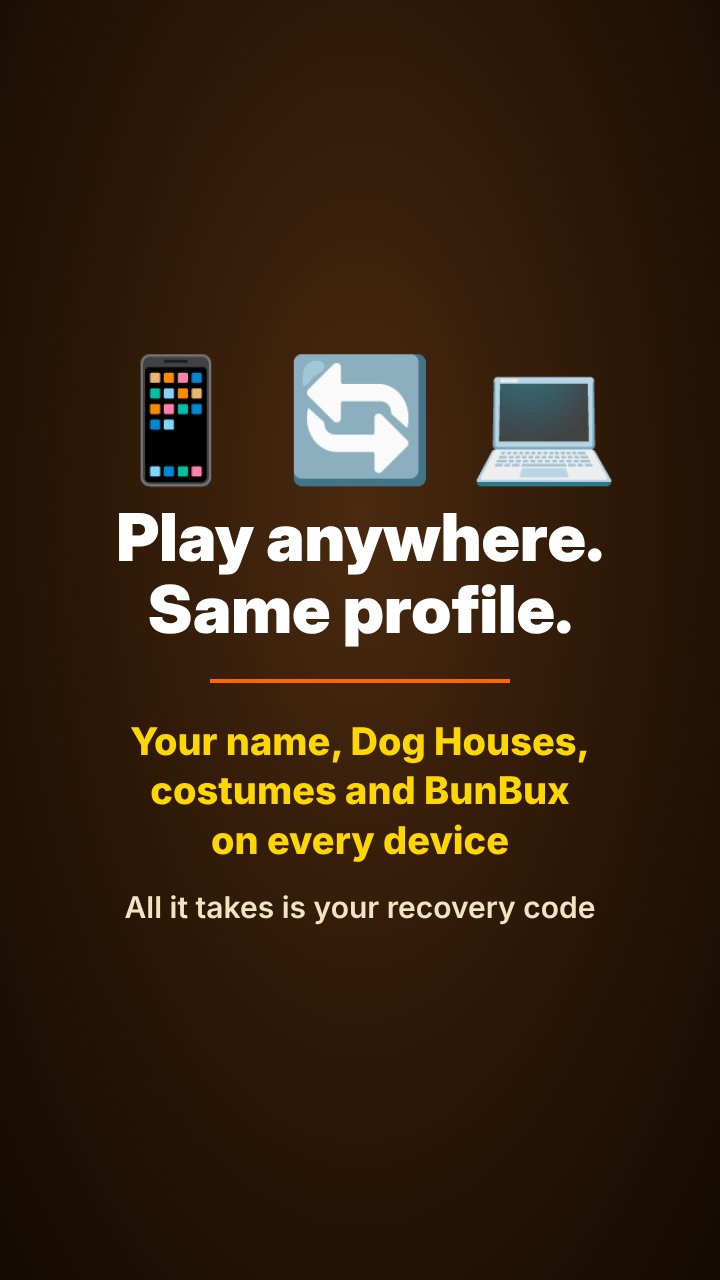 Play anywhere.
Same profile.
Your name, Dog Houses,
costumes and BunBux
on every device
All it takes is your recovery code